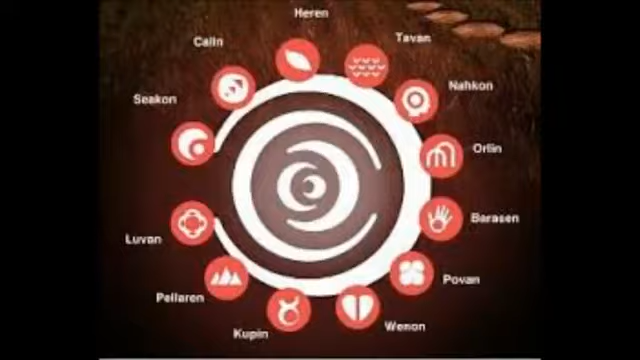 Heren
Calin
Tavan
Seakon
Nahkon
Orlin
Luvan
Barasen
Pellaren
Povan
Kupin
Wenon